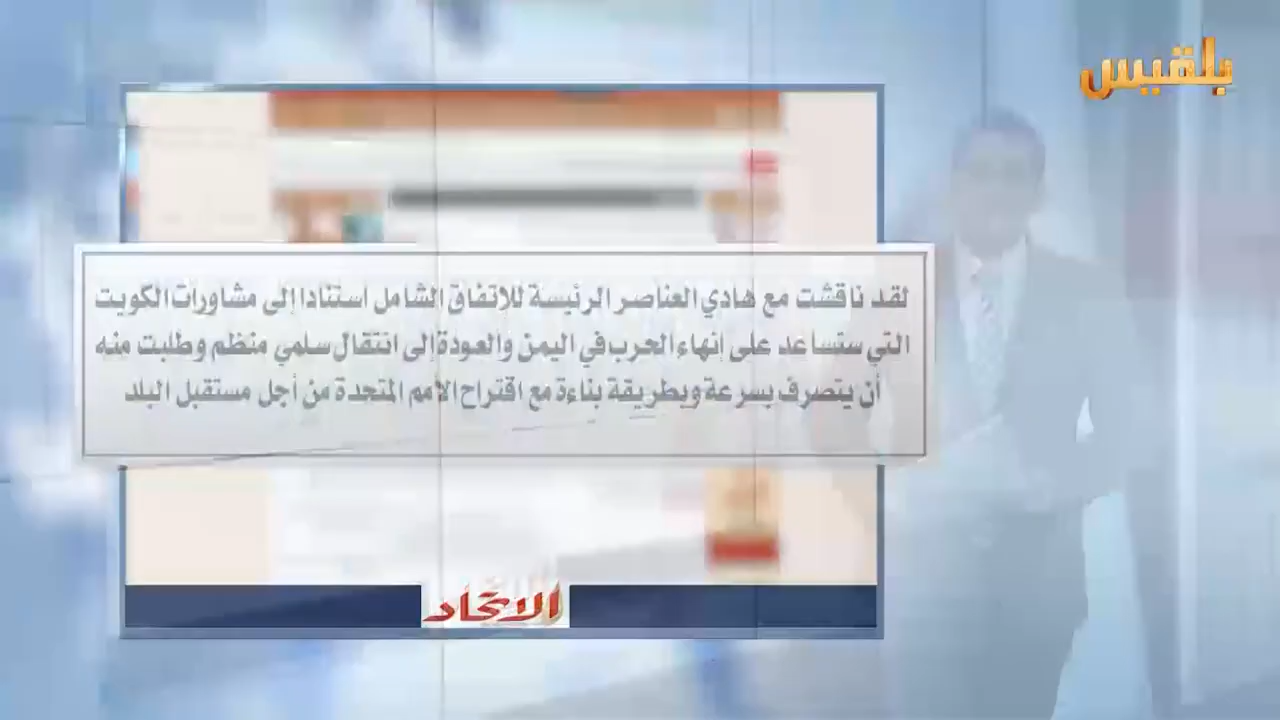 بلقيس
لقد ناقشت مع هادي العناصر الرئيسة للاتفاق الشامل استنادا إلى مشاورات الكويت
التي ستساعد على إنهاء الحرب في اليمن والعودة إلى انتقال سلمي منظم وطلبت منه
أن يتصرف بسرعة وبطريقة بناءة مع اقتراح الامم المتحدة من أجل مستقبل البلد
الاتحاد